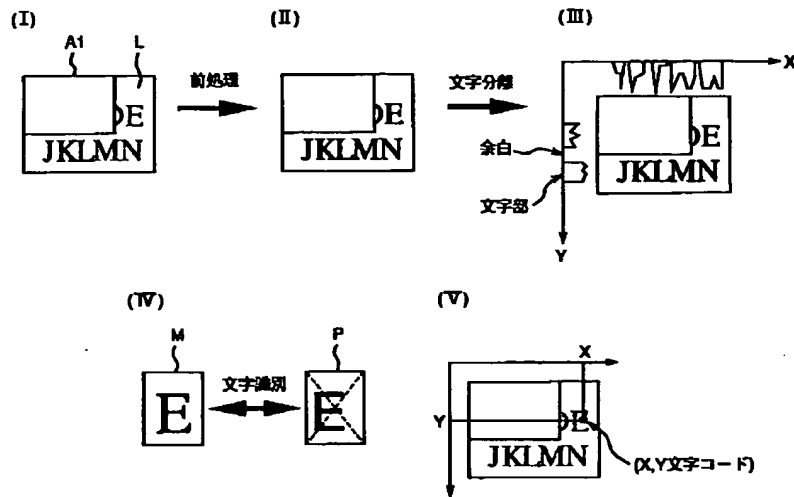 (Ⅰ)
A1
L
E
JKLMN
前処理
(Ⅱ)
E
JKLMN
文字分離
(Ⅲ)
X
余白
文字部
Y
E
JKLMN
(Ⅳ)
M
E
文字識別
P
E
(Ⅴ)
X
Y
E
JKLMN
(X,Y文字コード)